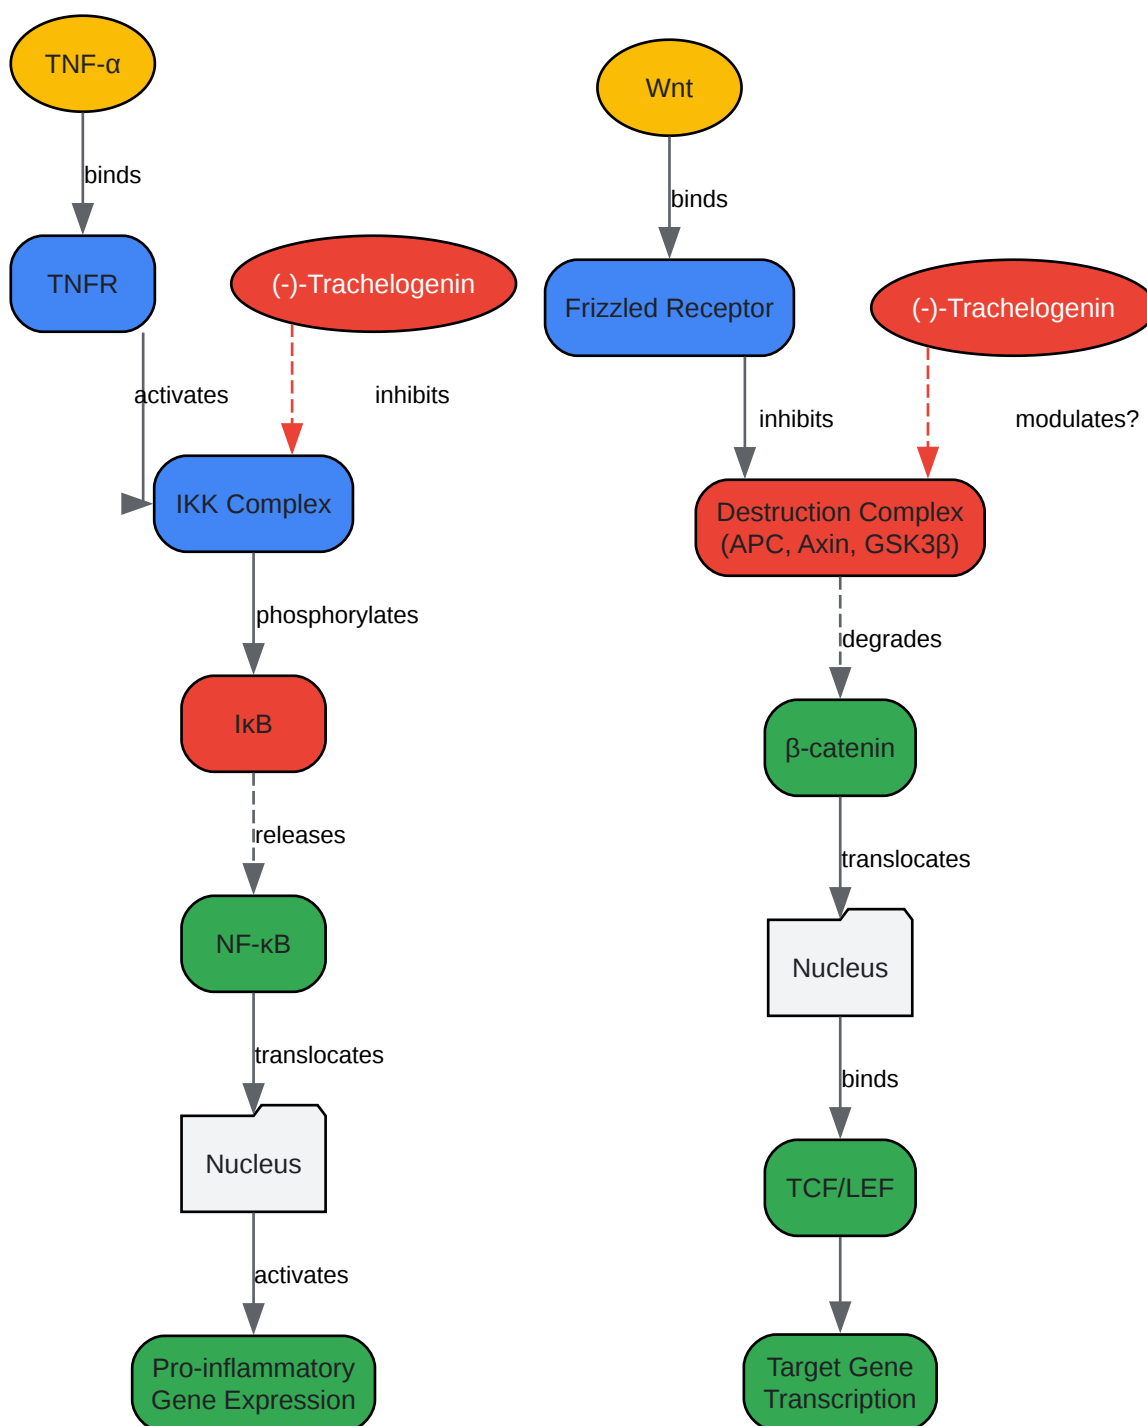 TNF-α
binds
TNFR
(-)-Trachelogenin
activates
inhibits
IKK Complex
phosphorylates
IκB
releases
NF-κB
translocates
Nucleus
activates
Pro-inflammatory
Gene Expression
Wnt
binds
Frizzled Receptor
(-)-Trachelogenin
inhibits
modulates?
Destruction Complex
(APC, Axin, GSK3β)
degrades
β-catenin
translocates
Nucleus
binds
TCF/LEF
Target Gene
Transcription